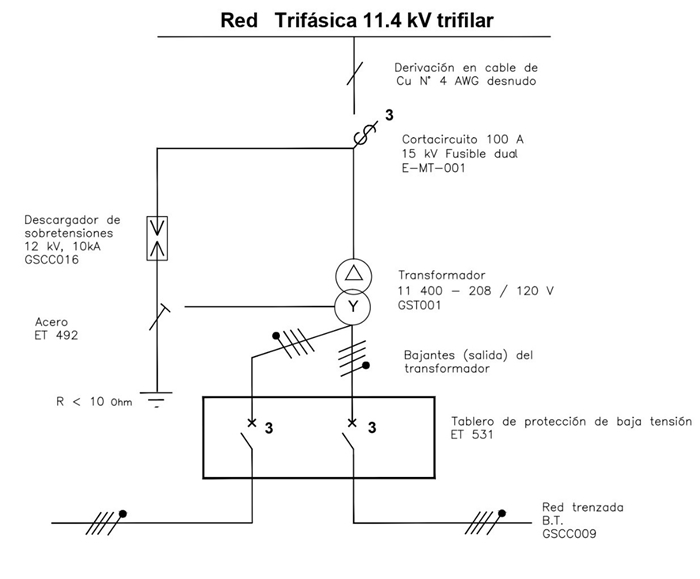 Red Trifásica 11.4 kV trifilar
Derivación en cable de
Cu N° 4 AWG desnudo
3
Cortacircuito 100 A
15 kV Fusible dual
E-MT-001
Descargador de
sobretensiones
12 kV, 10kA
GSCC016
Transformador
11 400 - 208 / 120 V
GST001
Y
Acero
ET 492
Bajantes (salida) del
transformador
R < 10 Ohm
Tablero de protección de baja tensión
ET 531
3
3
Red trenzada
B.T.
GSCC009